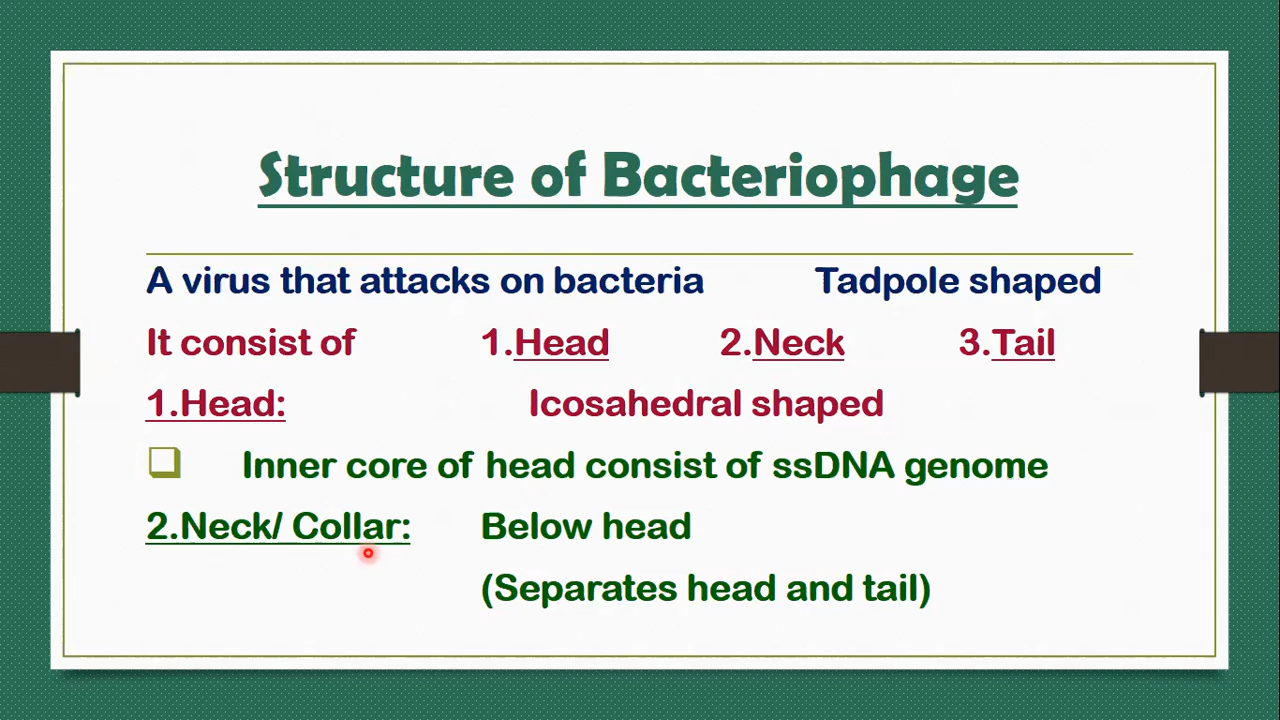 Structure of Bacteriophage
A virus that attacks on bacteria Tadpole shaped
It consist of 1.Head 2.Neck 3.Tail
1.Head: Icosahedral shaped
Inner core of head consist of ssDNA genome
2.Neck/ Collar: Below head
(Separates head and tail)